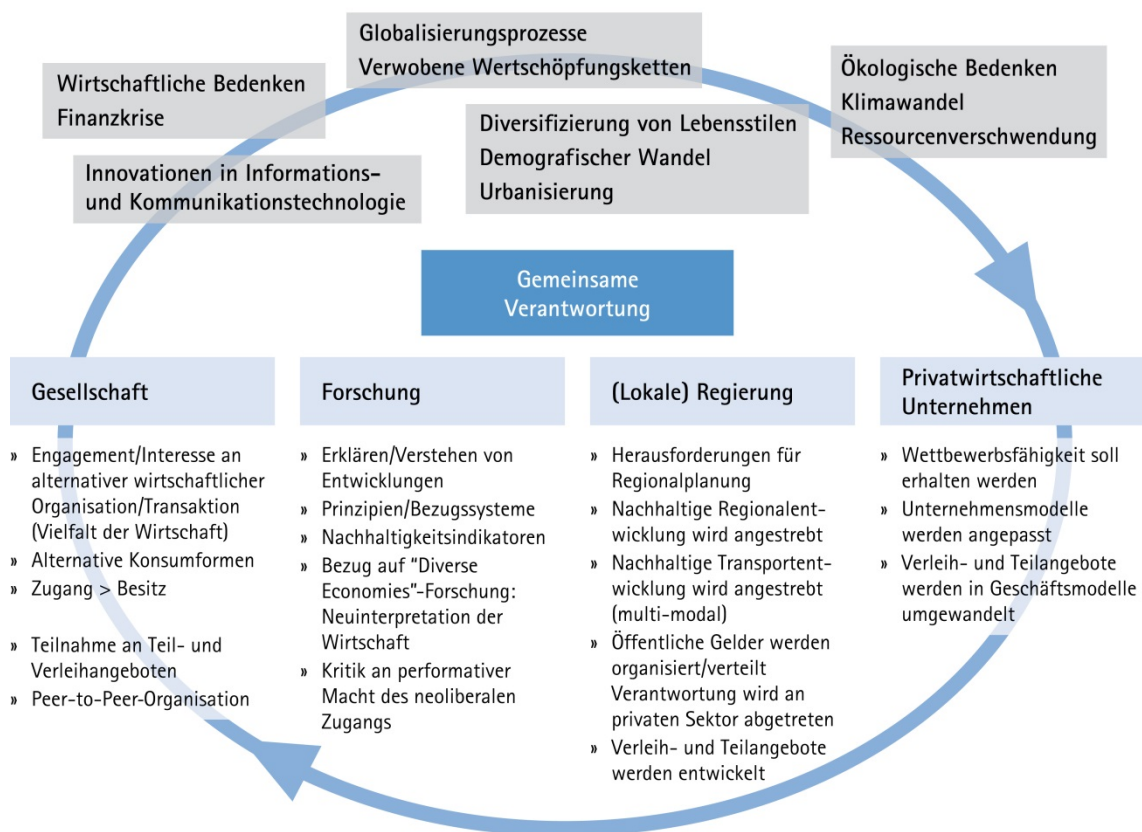 Globalisierungsprozesse
Verwobene Wertschöpfungsketten
Wirtschaftliche Bedenken
Finanzkrise
Ökologische Bedenken
Klimawandel
Ressourcenverschwendung
Diversifizierung von Lebensstilen
Demografischer Wandel
Urbanisierung
Innovationen in Informations-
und Kommunikationstechnologie
Gemeinsame
Verantwortung
Gesellschaft
» Engagement/Interesse an
alternativer wirtschaftlicher
Organisation/Transaktion
(Vielfalt der Wirtschaft)
» Alternative Konsumformen
» Zugang > Besitz
» Teilnahme an Teil- und
Verleihangeboten
» Peer-to-Peer-Organisation
Forschung
» Erklären/Verstehen von
Entwicklungen
» Prinzipien/Bezugssysteme
» Nachhaltigkeitsindikatoren
» Bezug auf “Diverse
Economies”-Forschung:
Neuinterpretation der
Wirtschaft
» Kritik an performativer
Macht des neoliberalen
Zugangs
(Lokale) Regierung
» Herausforderungen für
Regionalplanung
» Nachhaltige Regionalent-
wicklung wird angestrebt
» Nachhaltige Transportent-
wicklung wird angestrebt
(multi-modal)
» Öffentliche Gelder werden
organisiert/verteilt
Verantwortung wird an
privaten Sektor abgetreten
» Verleih- und Teilangebote
werden entwickelt
Privatwirtschaftliche
Unternehmen
» Wettbewerbsfähigkeit soll
erhalten werden
» Unternehmensmodelle
werden angepasst
» Verleih- und Teilangebote
werden in Geschäftsmodelle
umgewandelt